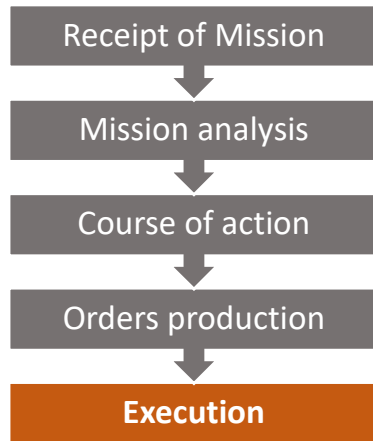 Receipt of Mission
Mission analysis
Course of action
Orders production
Execution